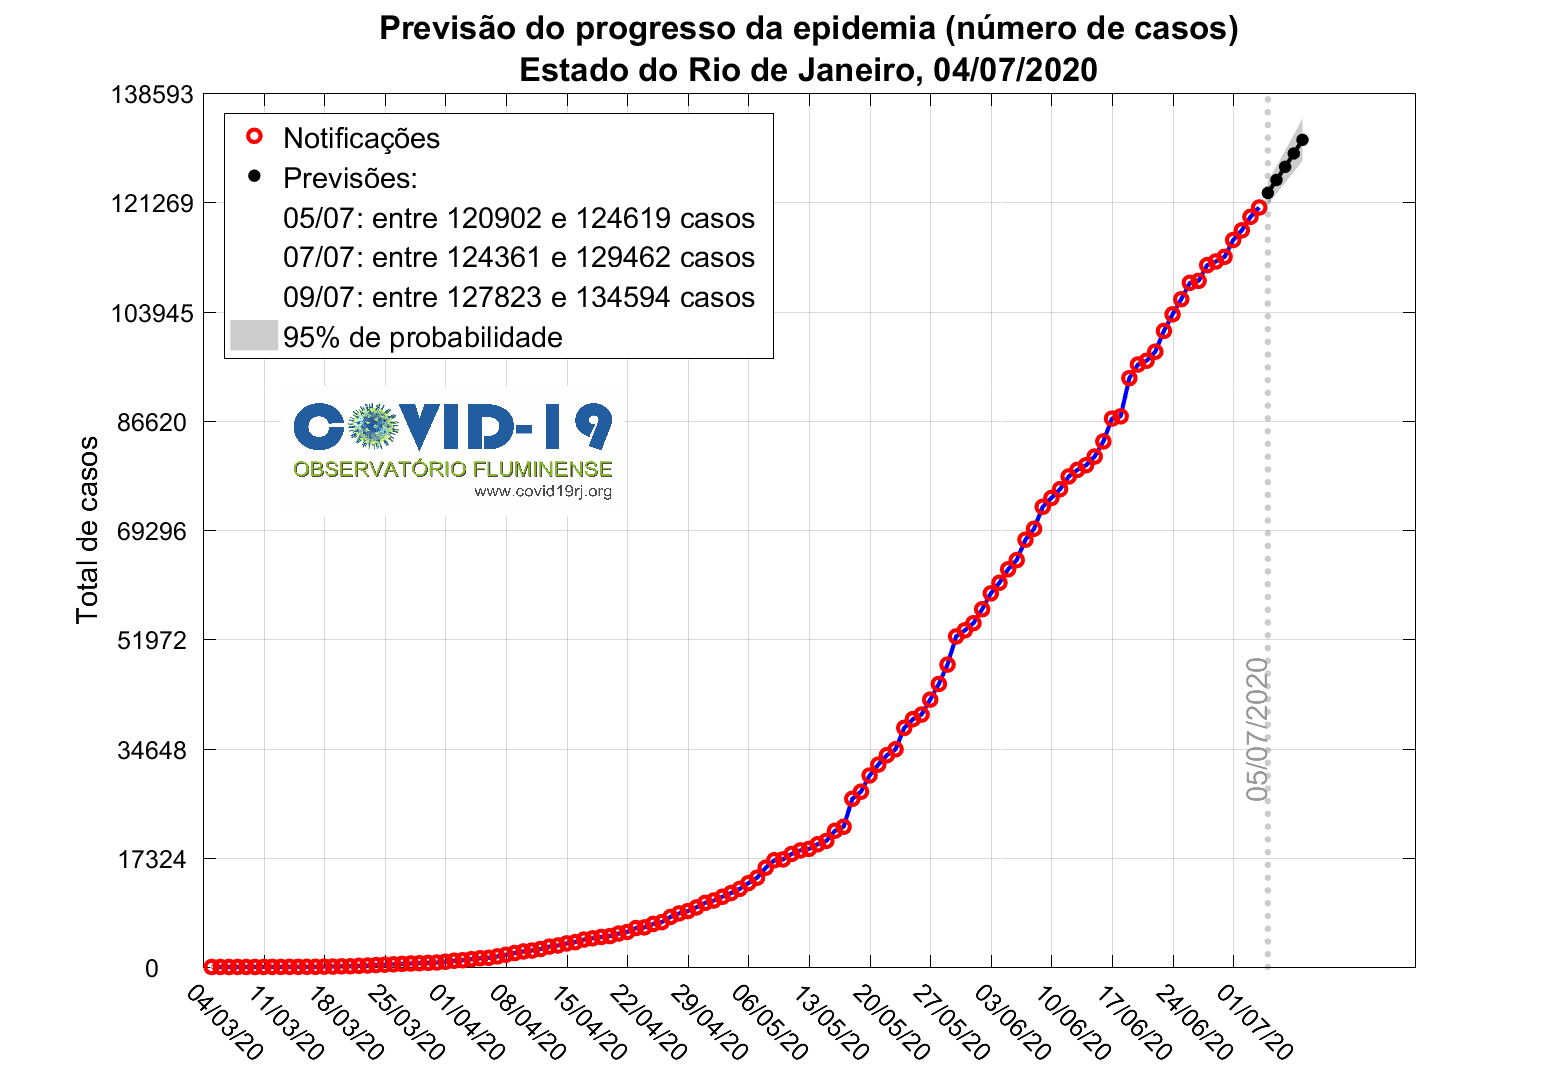 Previsão do progresso da epidemia (número de casos)
Estado do Rio de Janeiro, 04/07/2020
138593
121269
103945
86620
69296
51972
34648
17324
0
Total de casos
Notificações
Previsões:
05/07: entre 120902 e 124619 casos
07/07: entre 124361 e 129462 casos
09/07: entre 127823 e 134594 casos
95% de probabilidade
COVID-19
OBSERVATÓRIO FLUMINENSE
www.covid19rj.org
05/07/2020
04/03/20
11/03/20
18/03/20
25/03/20
01/04/20
08/04/20
15/04/20
22/04/20
29/04/20
06/05/20
13/05/20
20/05/20
27/05/20
03/06/20
10/06/20
17/06/20
24/06/20
01/07/20